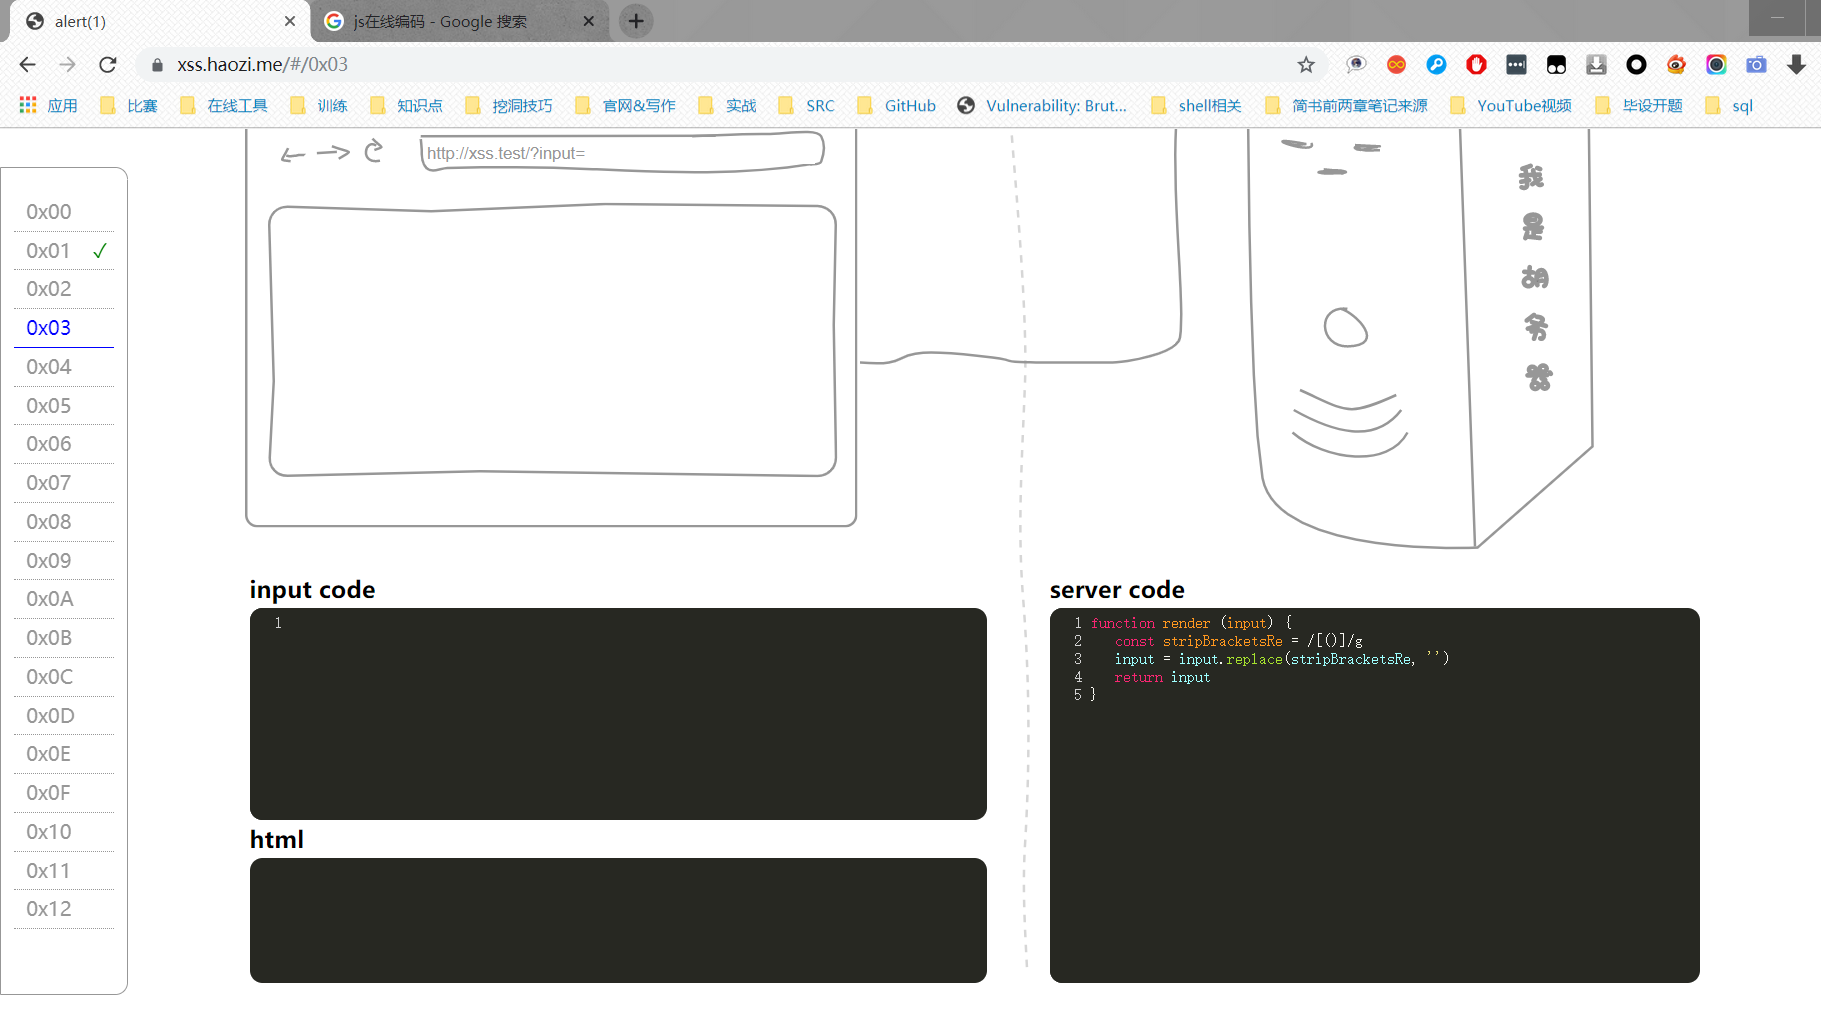 alert(1)
js在线编码 - Google 搜索
xss.haozi.me/#/0x03
应用 比赛 在线工具 训练 知识点 挖洞技巧 官网&写作 实战 SRC GitHub Vulnerability: Brut... shell相关 简书前两章笔记来源 YouTube视频 毕设开题 sql
http://xss.test/?input=
我
是
胡
务
器
0x00
0x01 ✓
0x02
0x03
0x04
0x05
0x06
0x07
0x08
0x09
0x0A
0x0B
0x0C
0x0D
0x0E
0x0F
0x10
0x11
0x12
input code
1
html
server code
1 function render (input) {
2 const stripBracketsRe = /[()]/g
3 input = input.replace(stripBracketsRe, '')
4 return input
5 }